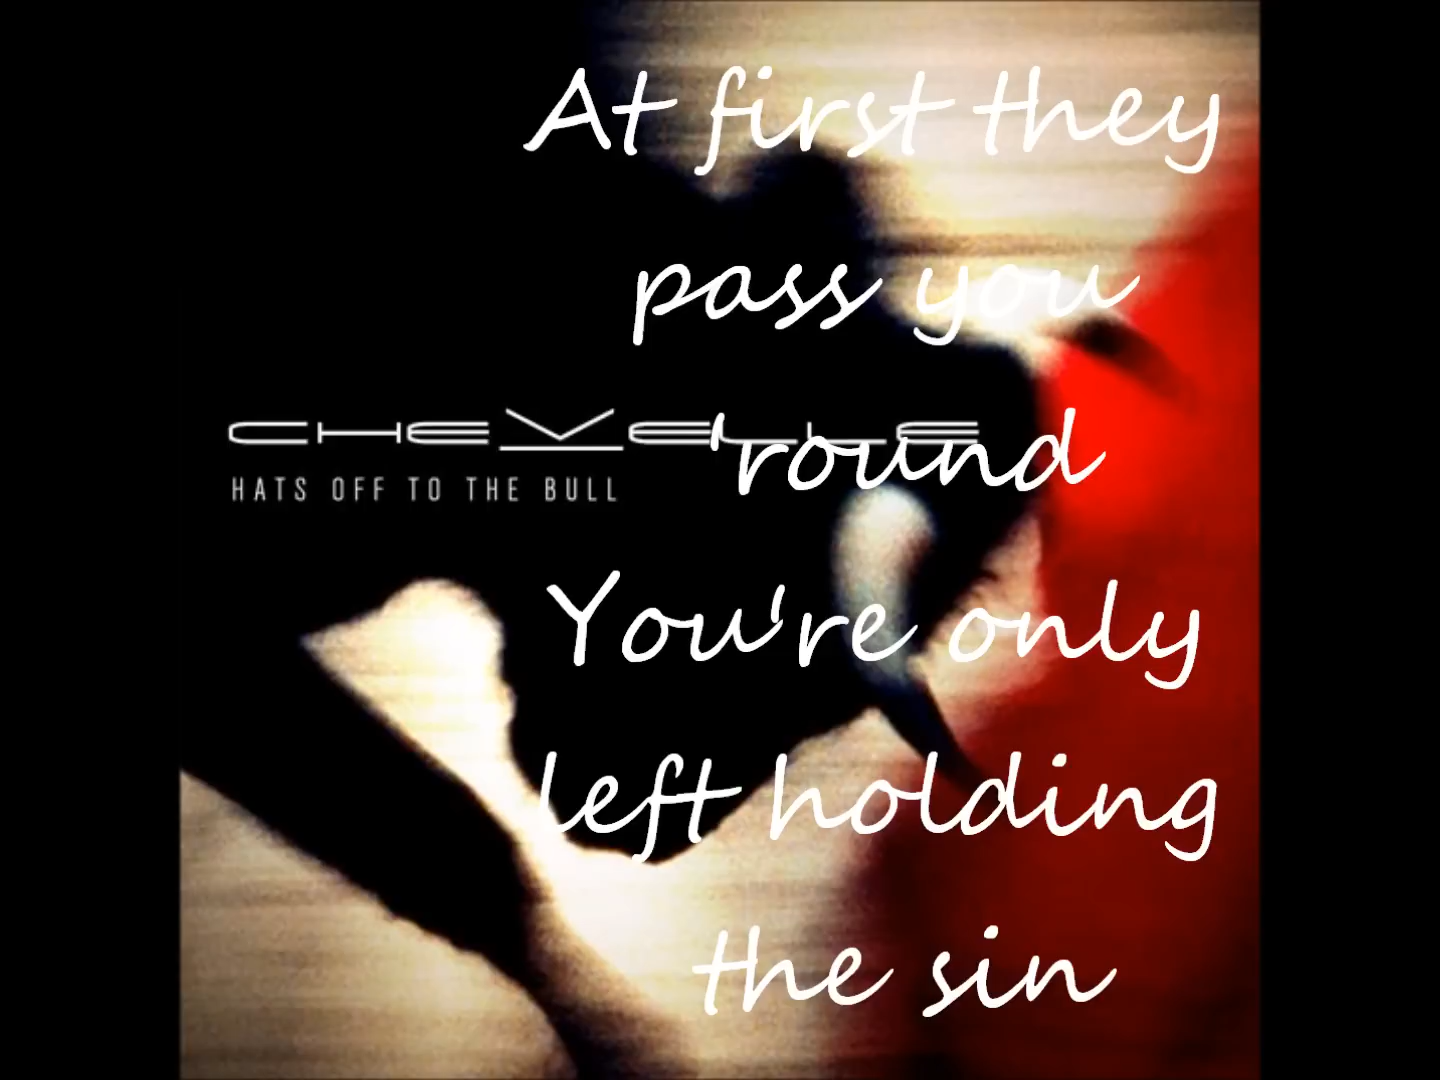 At first they
pass you
CHEVELLE
'round
HATS OFF TO THE BULL
You're only
left holding
the sin